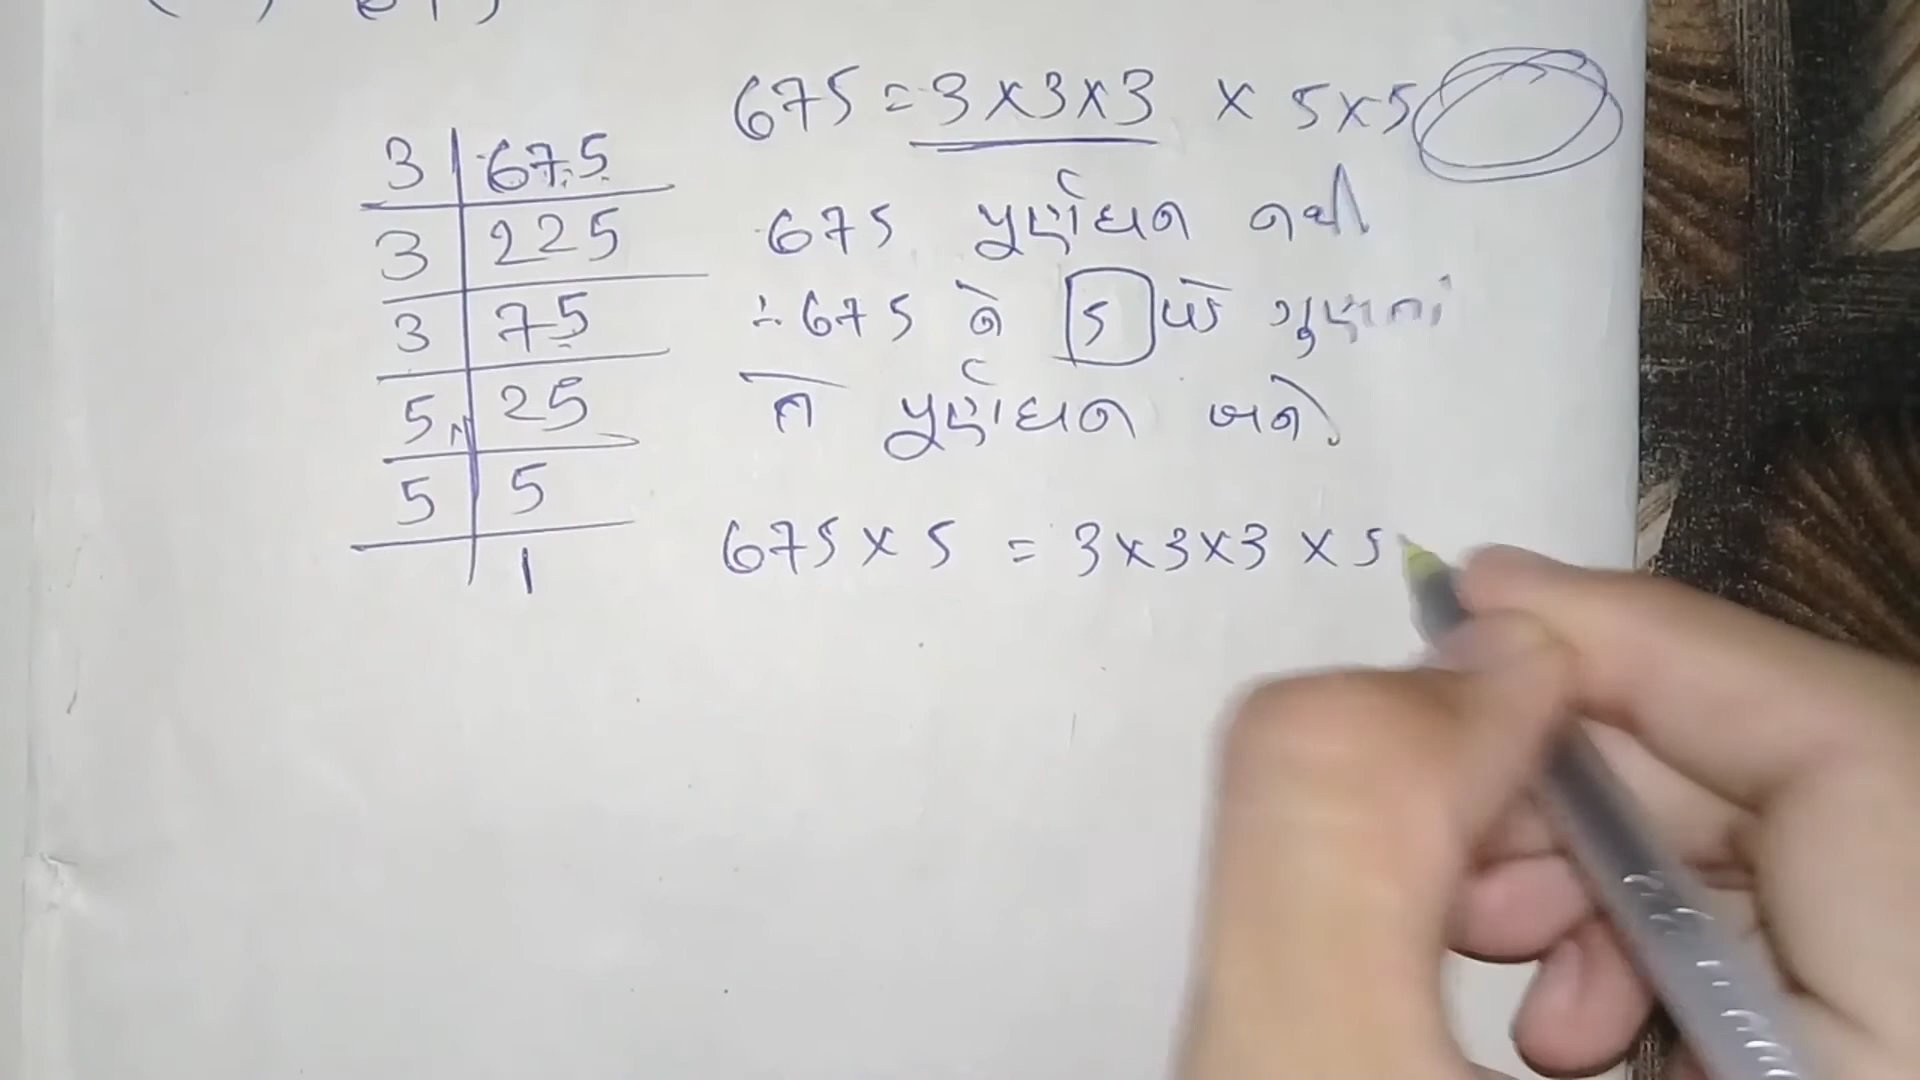 675 = 3 x 3 x 3 x 5 x 5
3 | 675
3 | 225
3 | 75
5 | 25
5 | 5
1
675 પૂર્ણઘન નથી
∴ 675 ને 5 વડે ગુણતાં
તે પૂર્ણઘન બને.
675 x 5 = 3 x 3 x 3 x 5